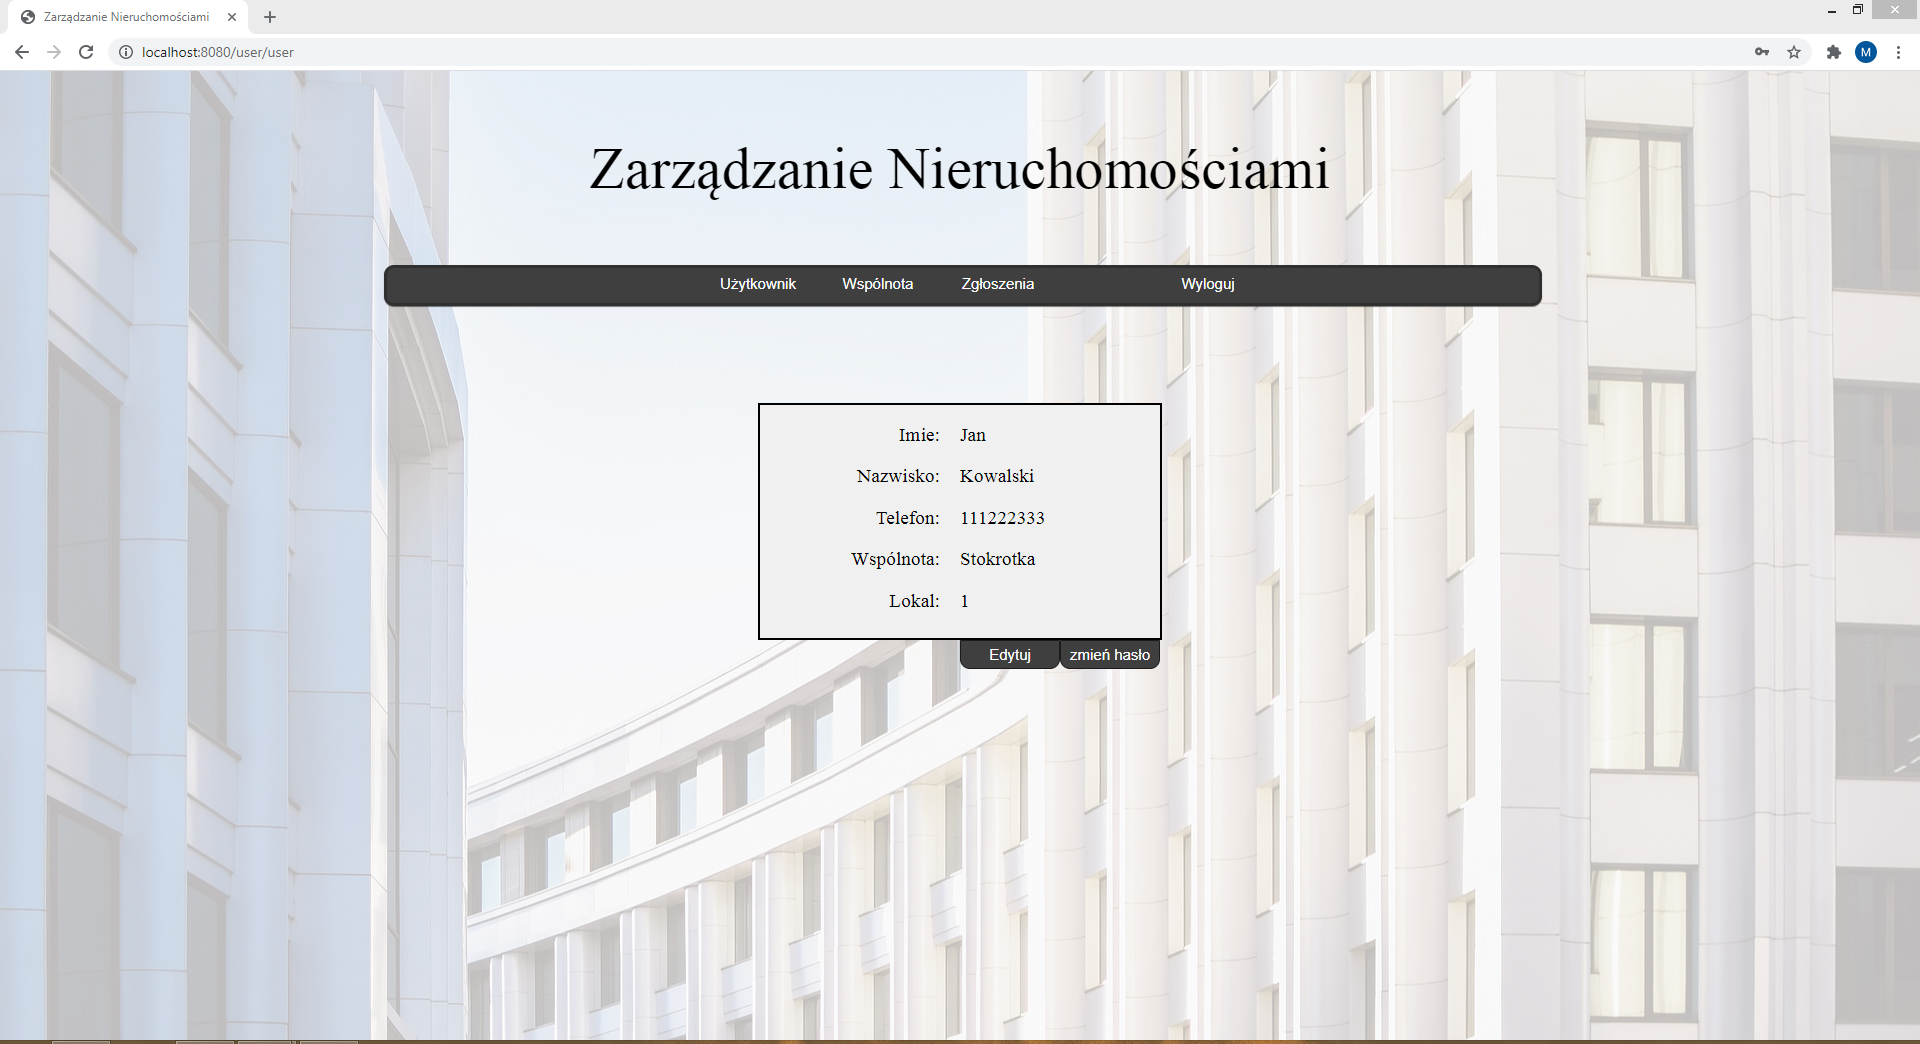 Zarządzanie Nieruchomościami
localhost:8080/user/user
M
Zarządzanie Nieruchomościami
Użytkownik Wspólnota Zgłoszenia Wyloguj
Imie: Jan
Nazwisko: Kowalski
Telefon: 111222333
Wspólnota: Stokrotka
Lokal: 1
Edytuj zmień hasło